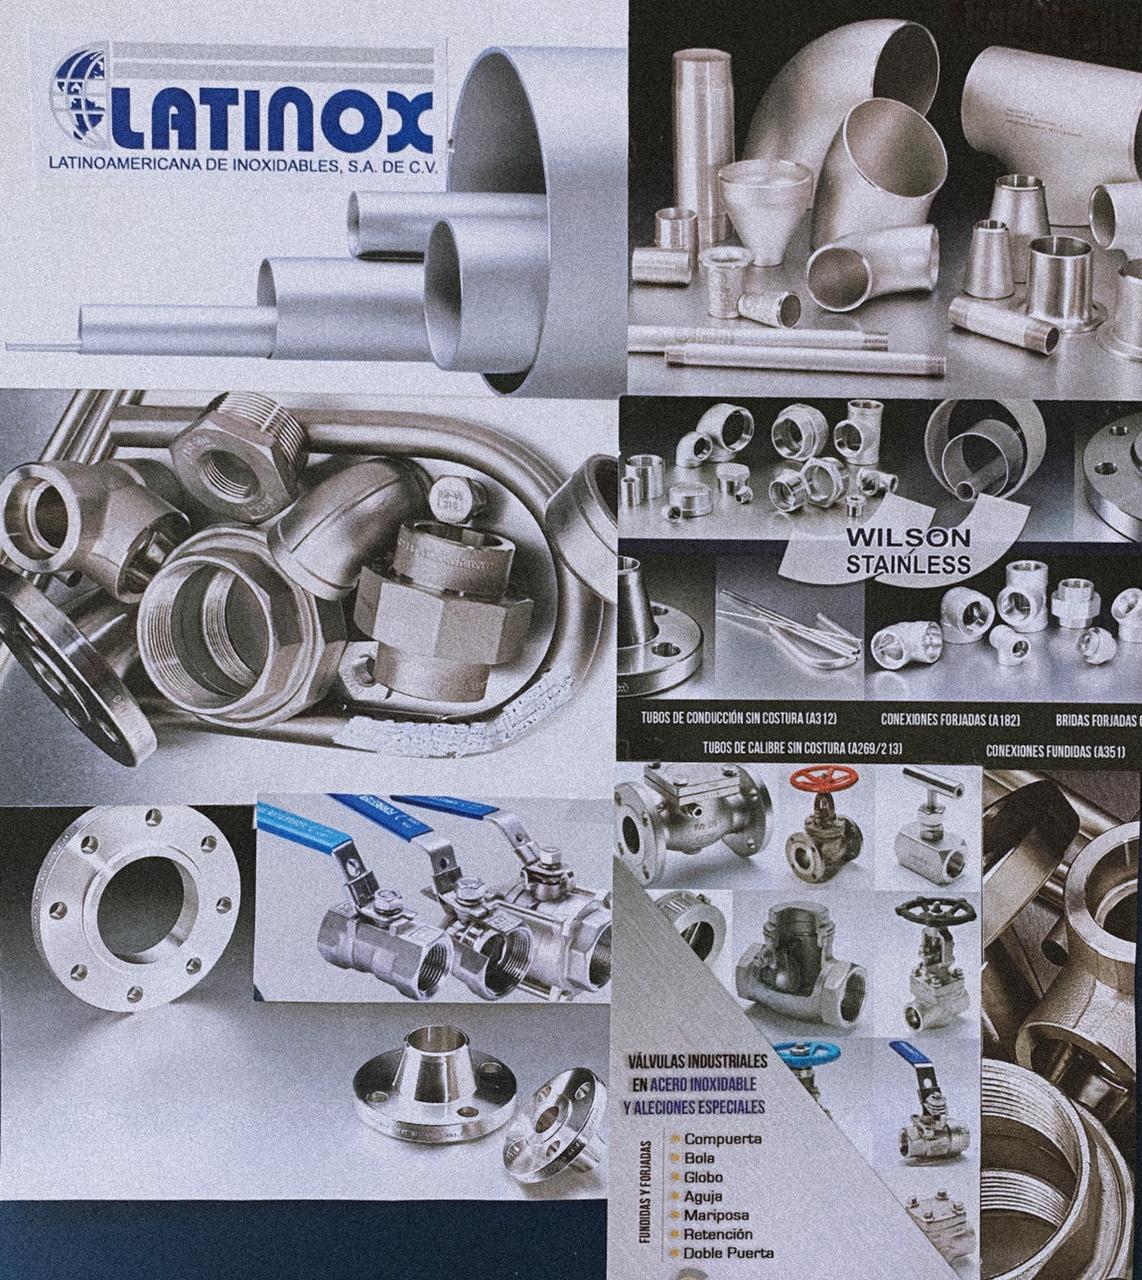 LATINOX
LATINOAMERICANA DE INOXIDABLES, S.A. DE C.V.
WILSON
STAINLESS
TUBOS DE CONDUCCIÓN SIN COSTURA (A312)
CONEXIONES FORJADAS (A182)
BRIDAS FORJADAS
TUBOS DE CALIBRE SIN COSTURA (A269/213)
CONEXIONES FUNDIDAS (A351)
VÁLVULAS INDUSTRIALES
EN ACERO INOXIDABLE
Y ALECIONES ESPECIALES
FUNDIDAS Y FORJADAS
Compuerta
Bola
Globo
Aguja
Mariposa
Retención
Doble Puerta